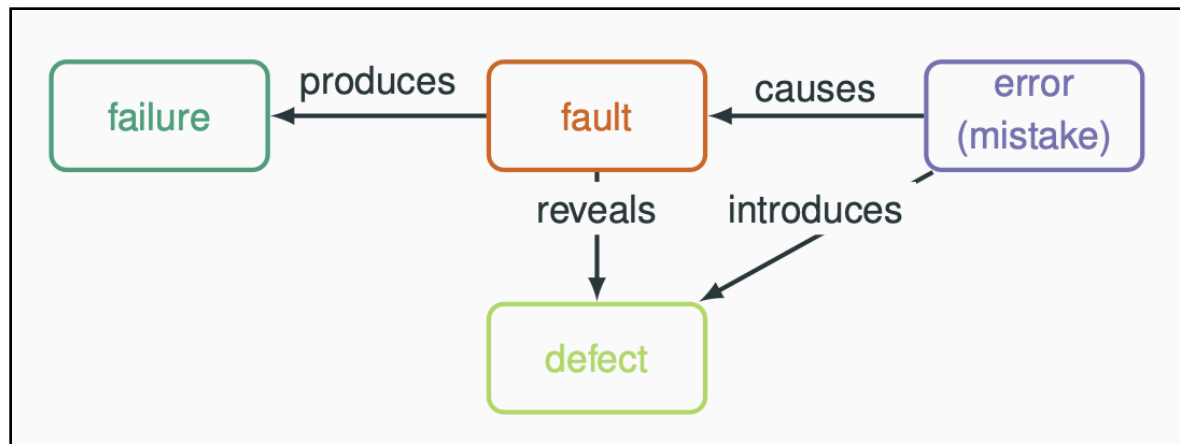 produces
causes
failure
fault
error
(mistake)
reveals
introduces
defect